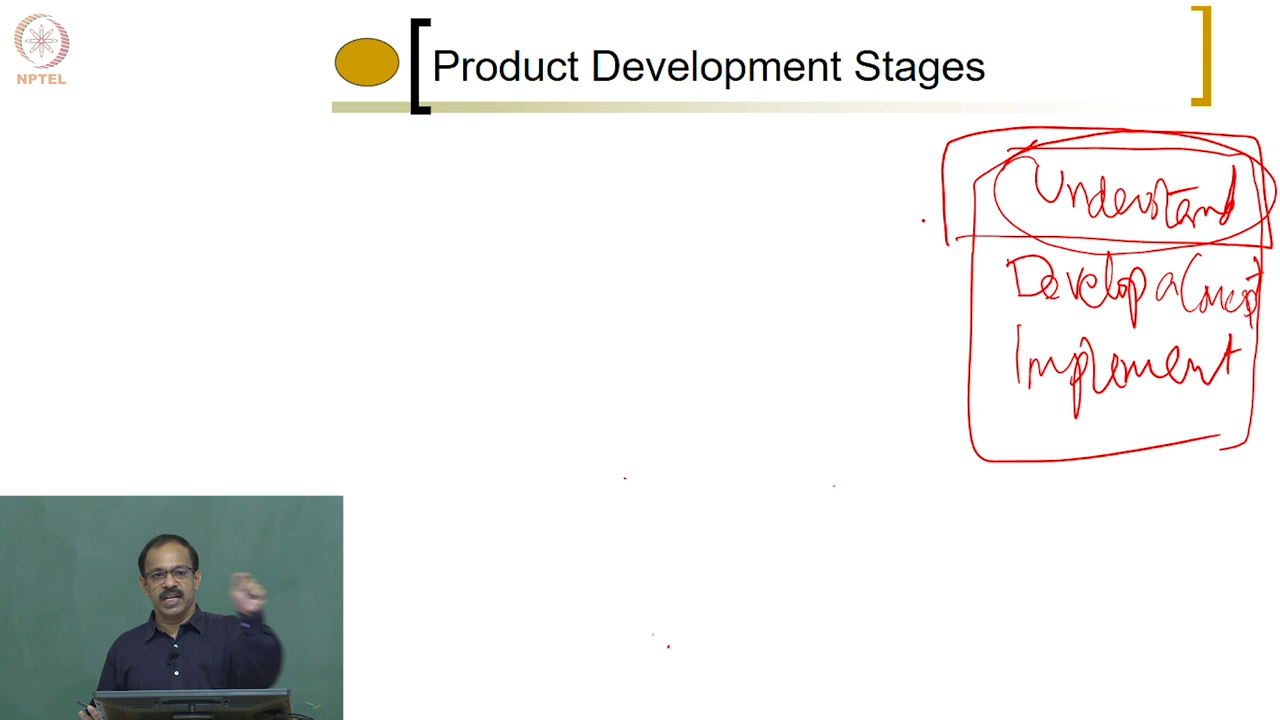 NPTEL
Product Development Stages
Understand
Develop a Concept
Implement